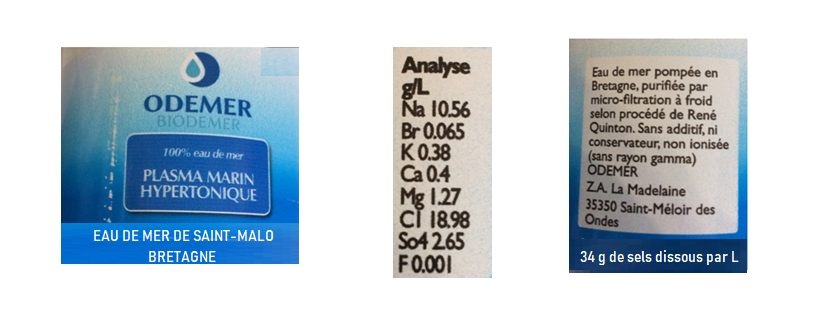 ODEMER
BIODEMER
100% eau de mer
PLASMA MARIN
HYPERTONIQUE
EAU DE MER DE SAINT-MALO
BRETAGNE
Analyse
g/L
Na 10.56
Br 0.065
K 0.38
Ca 0.4
Mg 1.27
Cl 18.98
So4 2.65
F 0.001
Eau de mer pompée en
Bretagne, purifiée par
micro-filtration à froid
selon procédé de René
Quinton. Sans additif, ni
conservateur, non ionisée
(sans rayon gamma)
ODEMER
Z.A. La Madelaine
35350 Saint-Méloir des
Ondes
34 g de sels dissous par L